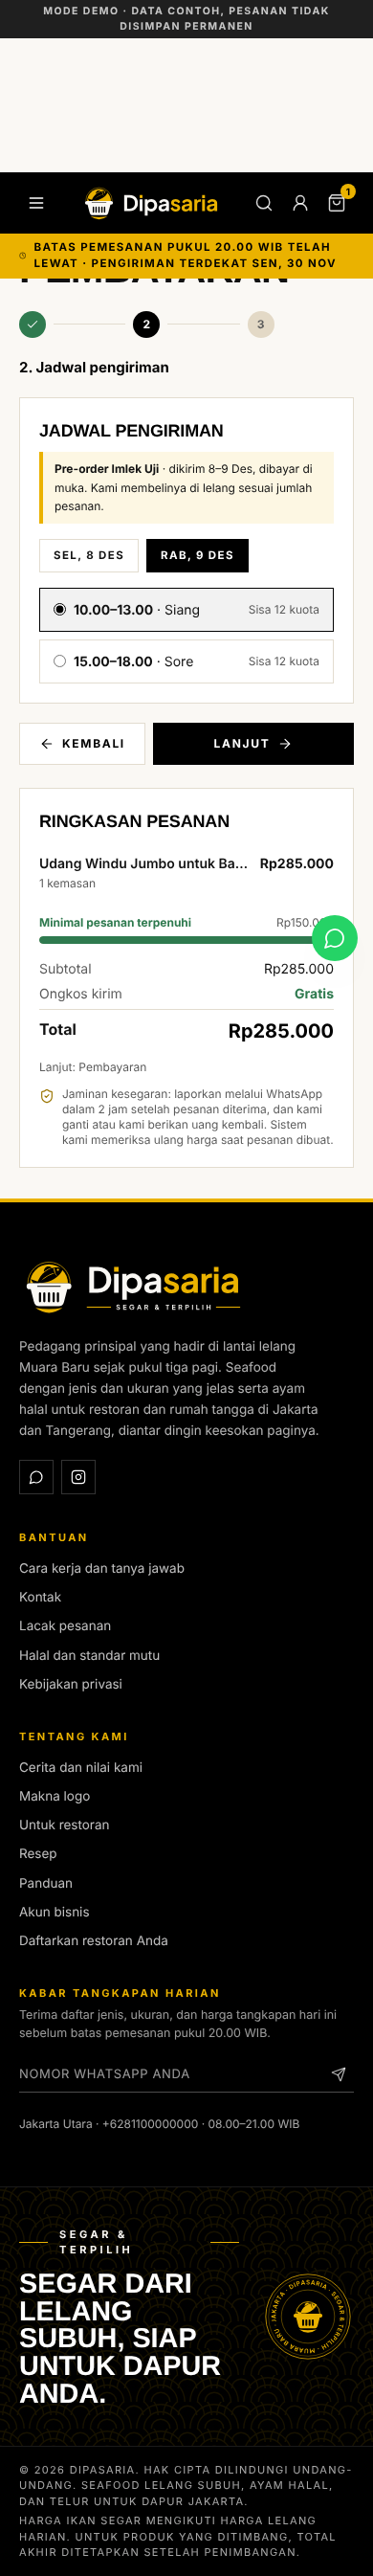 MODE DEMO · DATA CONTOH, PESANAN TIDAK
DISIMPAN PERMANEN
Dipasaria
1
BATAS PEMESANAN PUKUL 20.00 WIB TELAH
LEWAT · PENGIRIMAN TERDEKAT SEN, 30 NOV
PEMBAYARAN
2
3
2. Jadwal pengiriman
JADWAL PENGIRIMAN
Pre-order Imlek Uji · dikirim 8–9 Des, dibayar di
muka. Kami membelinya di lelang sesuai jumlah
pesanan.
SEL, 8 DES
RAB, 9 DES
10.00–13.00 · Siang
Sisa 12 kuota
15.00–18.00 · Sore
Sisa 12 kuota
KEMBALI
LANJUT
RINGKASAN PESANAN
Udang Windu Jumbo untuk Ba... Rp285.000
1 kemasan
Minimal pesanan terpenuhi
Subtotal Rp285.000
Ongkos kirim Gratis
Total Rp285.000
Lanjut: Pembayaran
Jaminan kesegaran: laporkan melalui WhatsApp
dalam 2 jam setelah pesanan diterima, dan kami
ganti atau kami berikan uang kembali. Sistem
kami memeriksa ulang harga saat pesanan dibuat.
Dipasaria
SEGAR & TERPILIH
Pedagang prinsipal yang hadir di lantai lelang
Muara Baru sejak pukul tiga pagi. Seafood
dengan jenis dan ukuran yang jelas serta ayam
halal untuk restoran dan rumah tangga di Jakarta
dan Tangerang, diantar dingin keesokan paginya.
BANTUAN
Cara kerja dan tanya jawab
Kontak
Lacak pesanan
Halal dan standar mutu
Kebijakan privasi
TENTANG KAMI
Cerita dan nilai kami
Makna logo
Untuk restoran
Resep
Panduan
Akun bisnis
Daftarkan restoran Anda
KABAR TANGKAPAN HARIAN
Terima daftar jenis, ukuran, dan harga tangkapan hari ini
sebelum batas pemesanan pukul 20.00 WIB.
NOMOR WHATSAPP ANDA
Jakarta Utara · +6281100000000 · 08.00–21.00 WIB
SEGAR &
TERPILIH
SEGAR DARI
LELANG
SUBUH, SIAP
UNTUK DAPUR
ANDA.
DIPASARIA · SEGAR & TERPILIH · MUARA BARU · JAKARTA ·
© 2026 DIPASARIA. HAK CIPTA DILINDUNGI UNDANG-
UNDANG. SEAFOOD LELANG SUBUH, AYAM HALAL,
DAN TELUR UNTUK DAPUR JAKARTA.
HARGA IKAN SEGAR MENGIKUTI HARGA LELANG
HARIAN. UNTUK PRODUK YANG DITIMBANG, TOTAL
AKHIR DITETAPKAN SETELAH PENIMBANGAN.